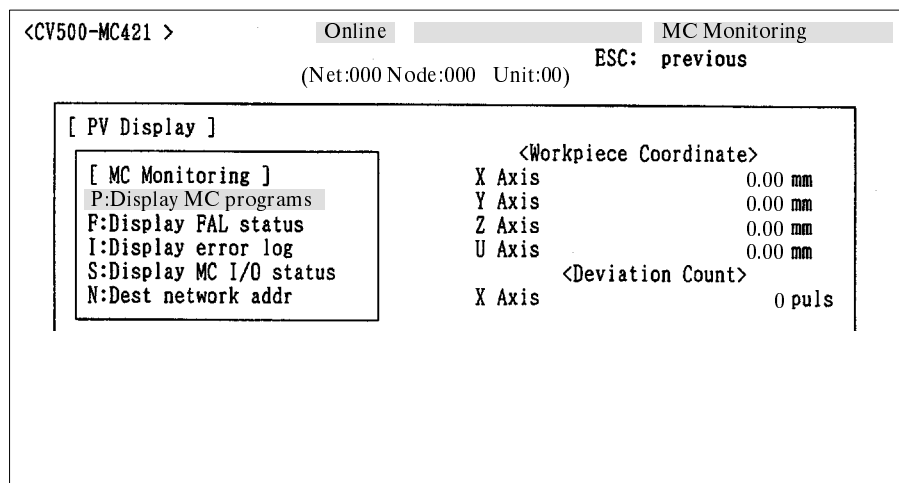 <CV500-MC421 > Online MC Monitoring
ESC: previous
(Net:000 Node:000 Unit:00)
[ PV Display ]
[ MC Monitoring ]
P:Display MC programs
F:Display FAL status
I:Display error log
S:Display MC I/O status
N:Dest network addr
<Workpiece Coordinate>
X Axis 0.00 mm
Y Axis 0.00 mm
Z Axis 0.00 mm
U Axis 0.00 mm
<Deviation Count>
X Axis 0 puls